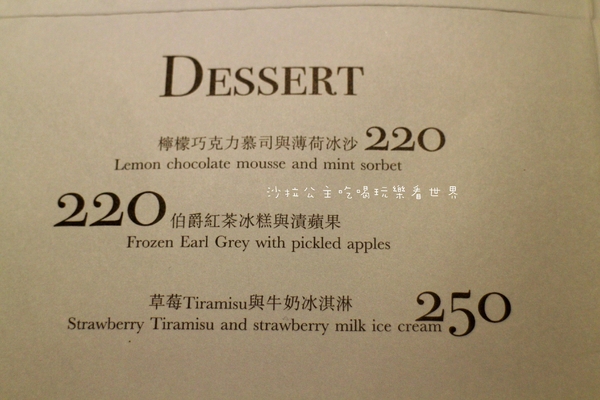 DESSERT
檸檬巧克力慕司與薄荷冰沙 220
Lemon chocolate mousse and mint sorbet
沙拉公主吃喝玩樂看世界
220 伯爵紅茶冰糕與漬蘋果
Frozen Earl Grey with pickled apples
草莓Tiramisu與牛奶冰淇淋 250
Strawberry Tiramisu and strawberry milk ice cream